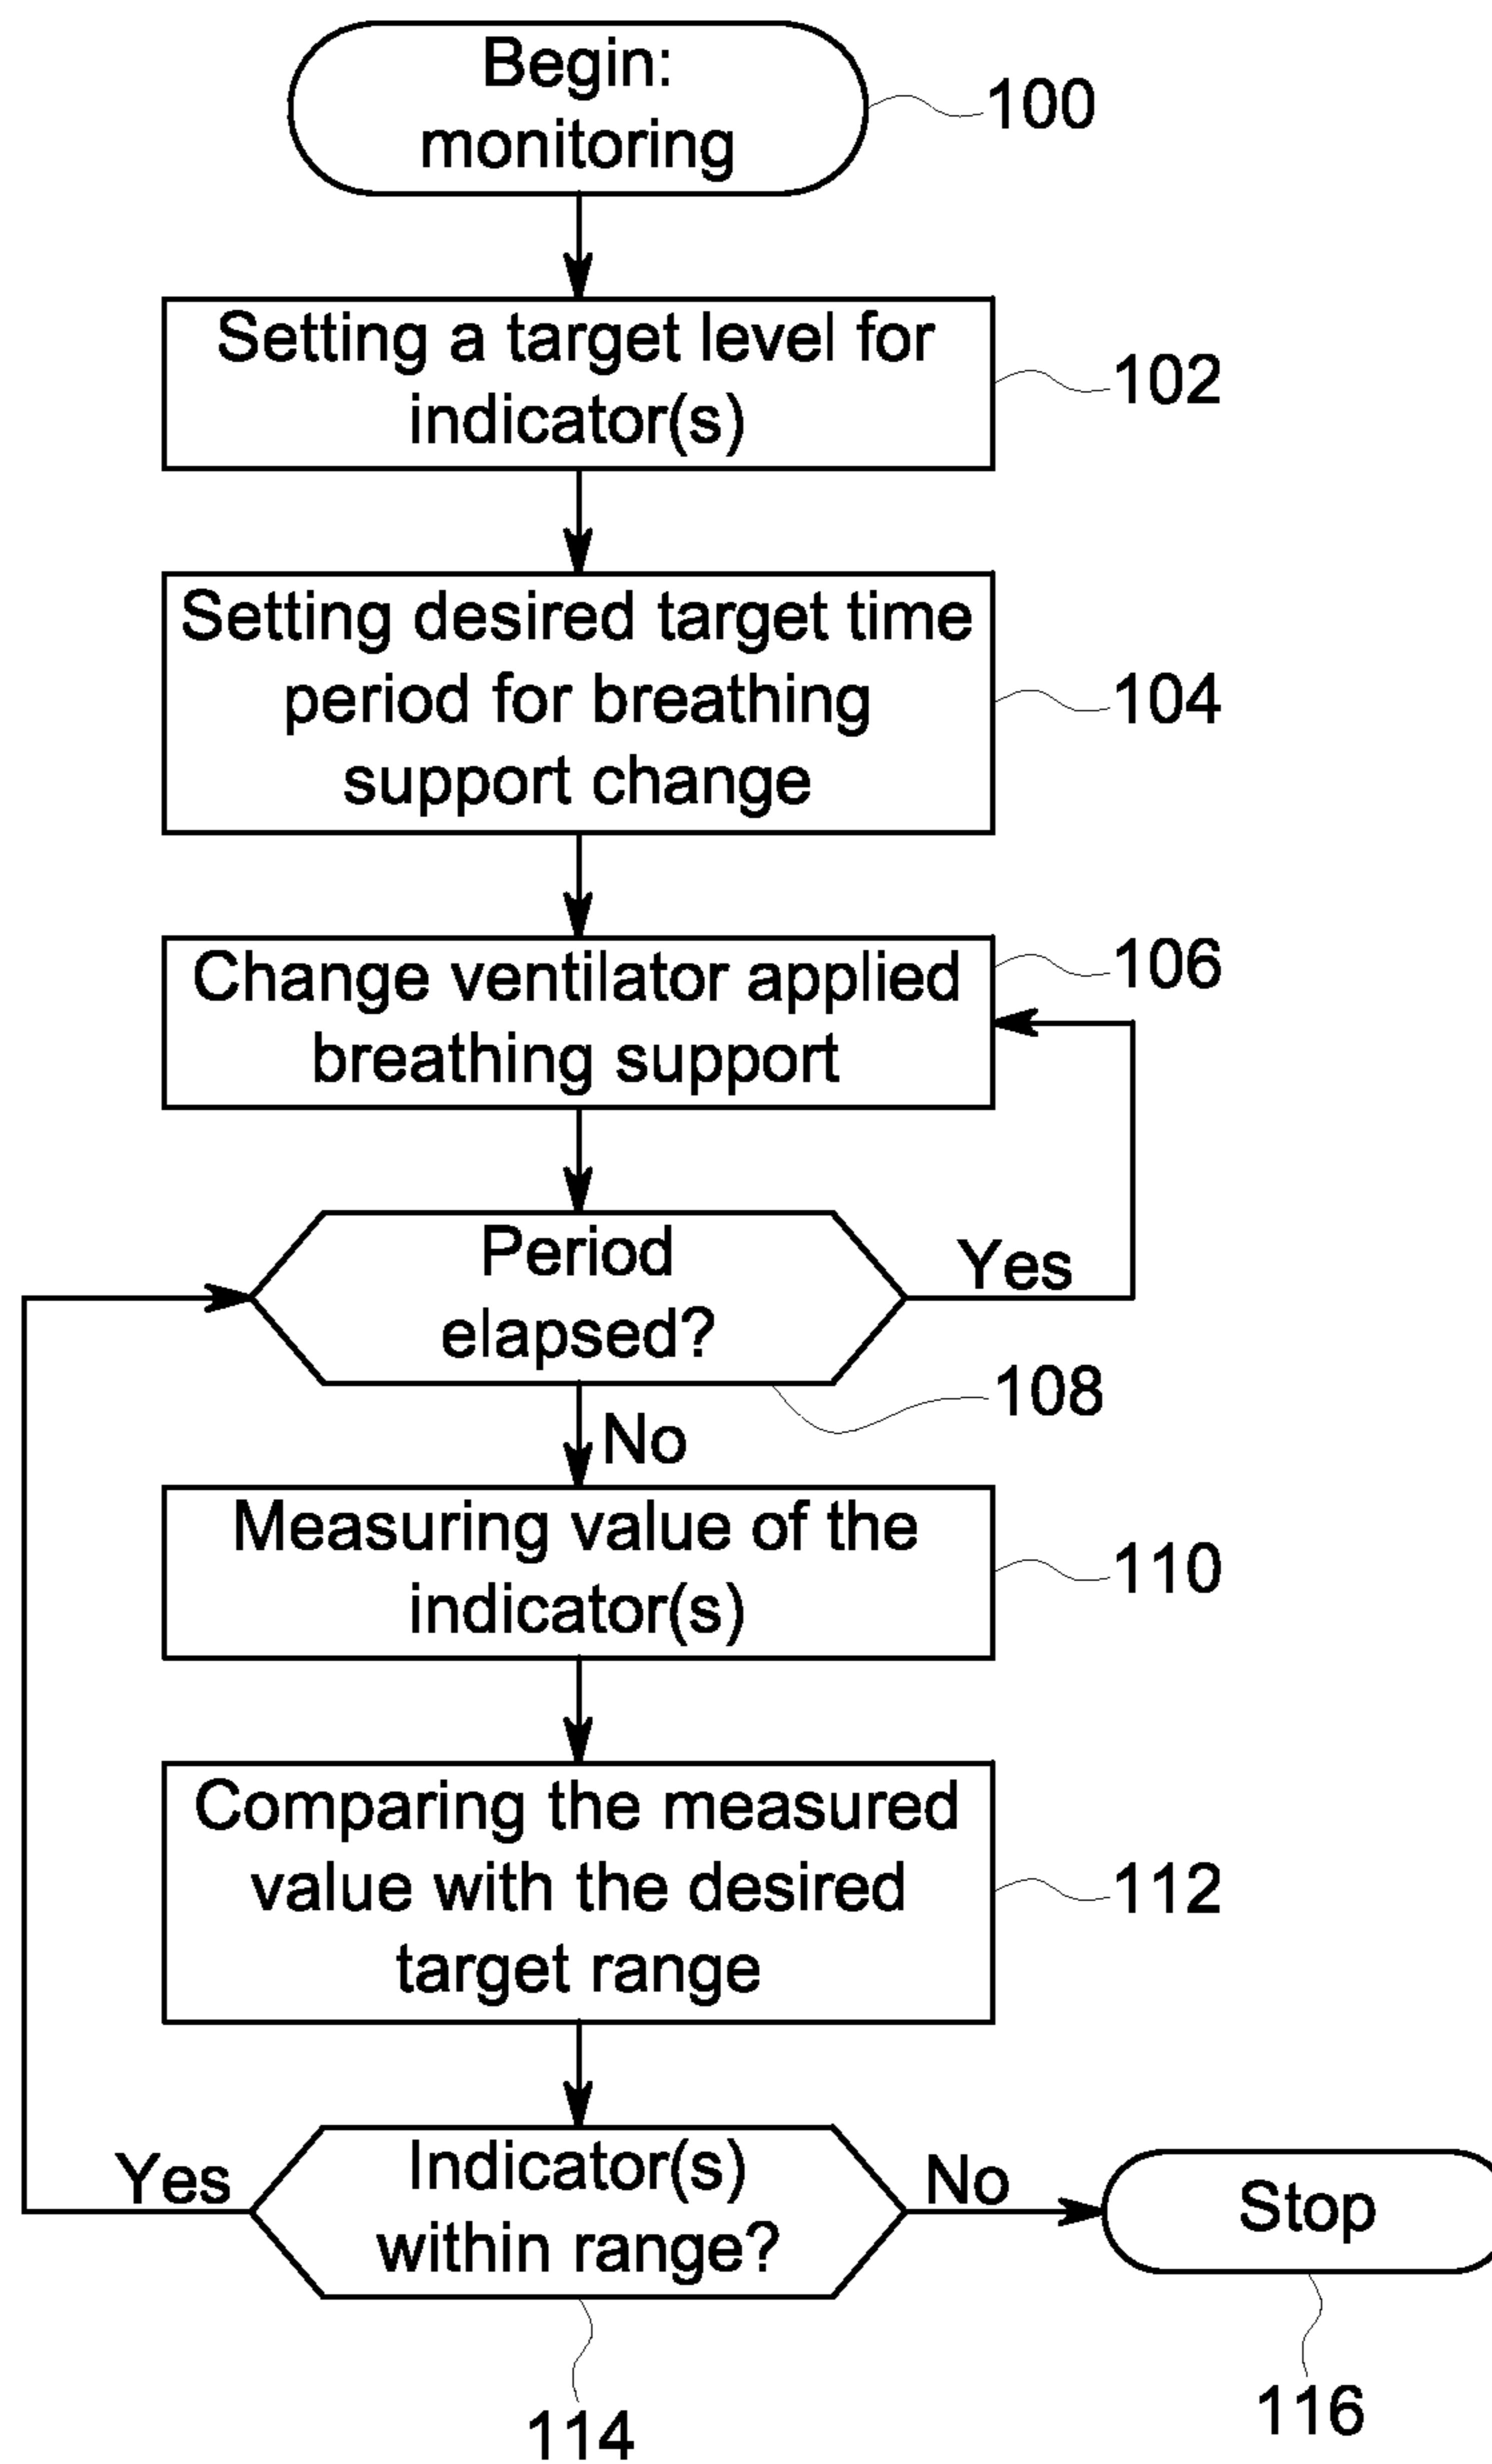 Begin:
monitoring
100
Setting a target level for
indicator(s)
102
Setting desired target time
period for breathing
support change
104
Change ventilator applied
breathing support
106
Period
elapsed?
Yes
108
No
Measuring value of the
indicator(s)
110
Comparing the measured
value with the desired
target range
112
Yes
Indicator(s)
within range?
No
Stop
114
116